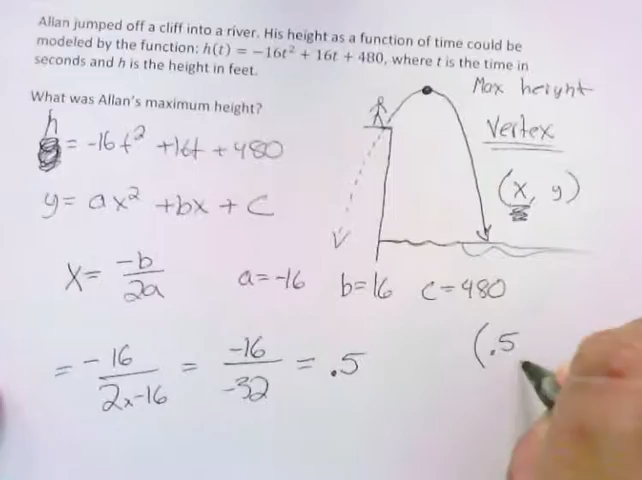 Allan jumped off a cliff into a river. His height as a function of time could be
modeled by the function: h(t) = −16t² + 16t + 480, where t is the time in
seconds and h is the height in feet.
What was Allan's maximum height?
Max height
h = -16t² +16t + 480
Vertex
y = ax² +bx + c
(x, y)
x = -b/2a
a=-16 b=16 c=480
= -16/2x-16 = -16/-32 = .5
(.5